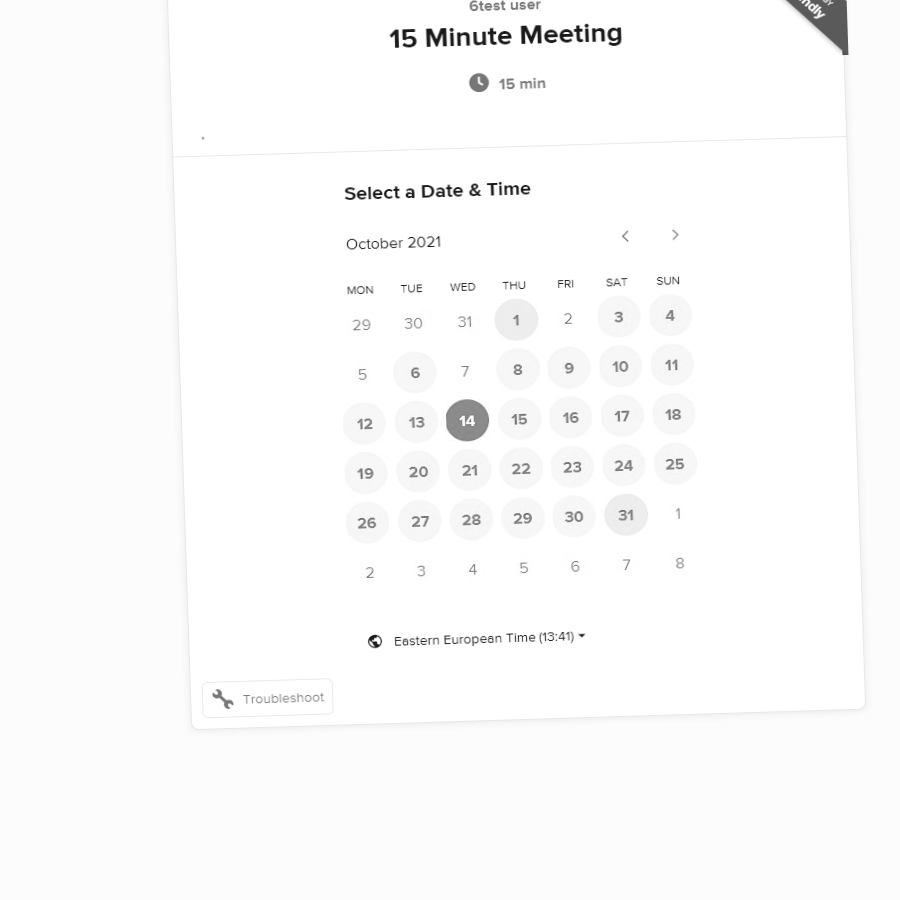 6test user
15 Minute Meeting
15 min
Select a Date & Time
October 2021
MON TUE WED THU FRI SAT SUN
29 30 31 1 2 3 4
5 6 7 8 9 10 11
12 13 14 15 16 17 18
19 20 21 22 23 24 25
26 27 28 29 30 31 1
2 3 4 5 6 7 8
Eastern European Time (13:41)
Troubleshoot